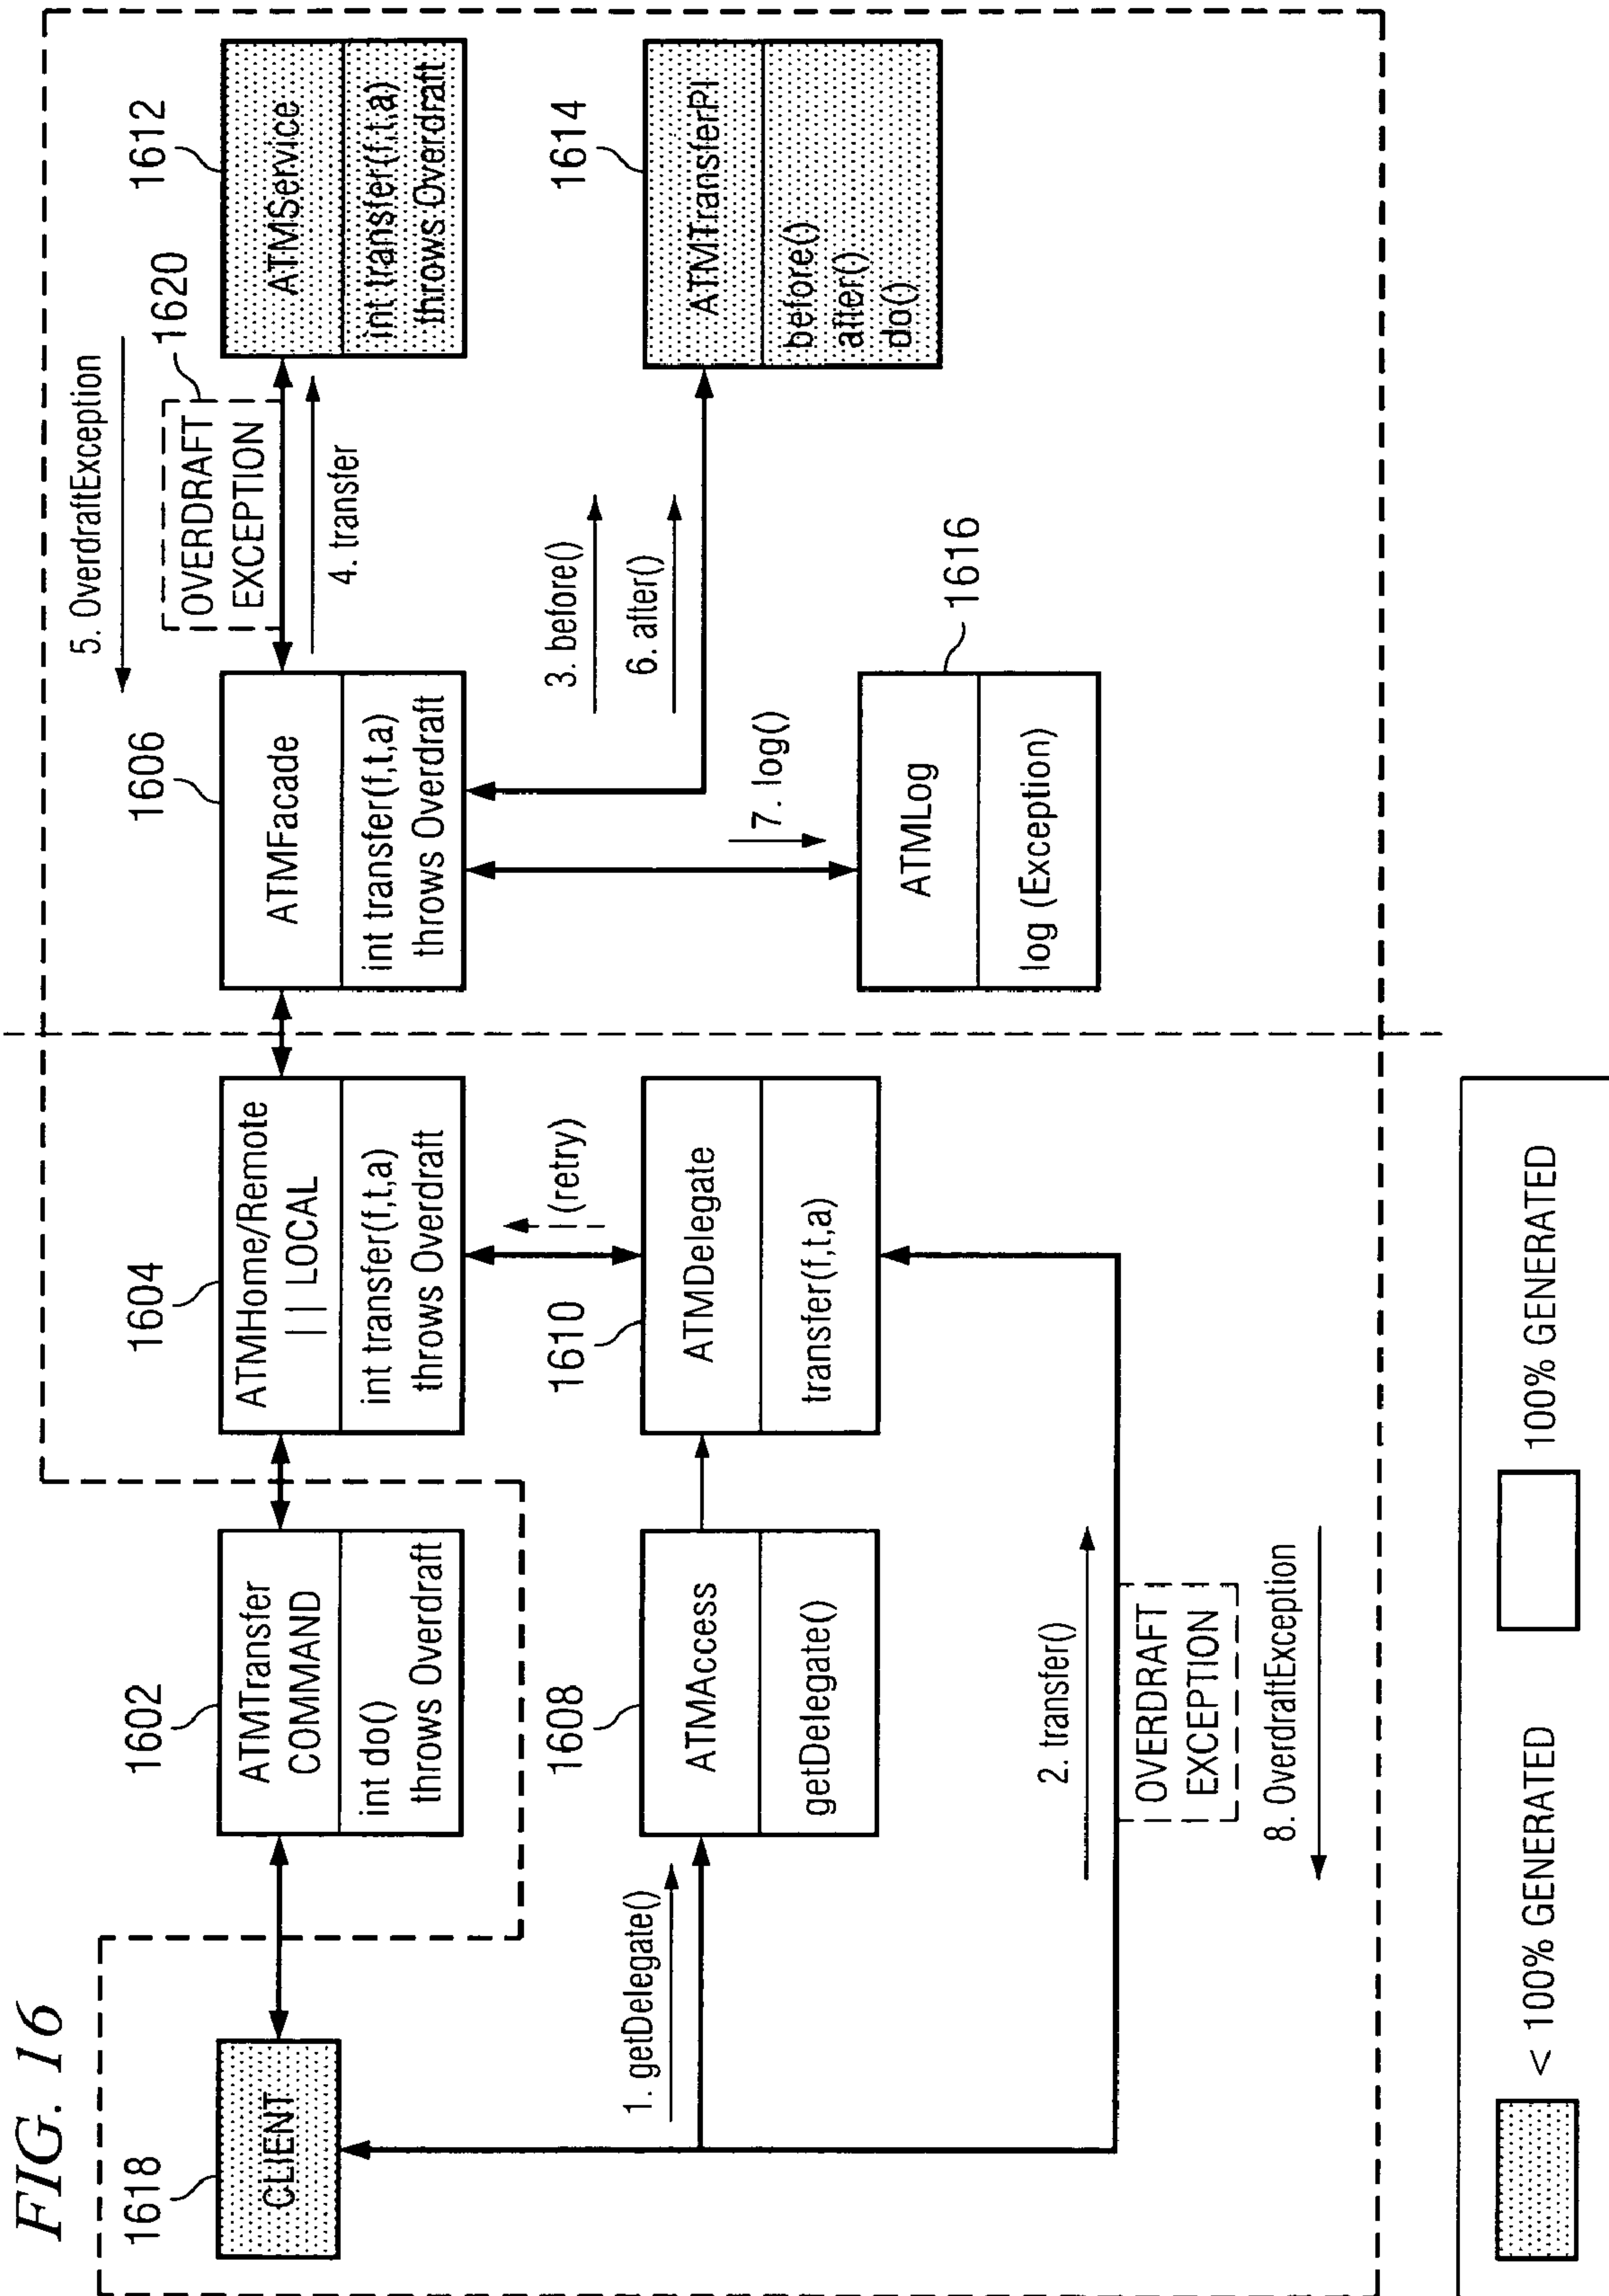 FIG. 16
1618
CLIENT
1602
ATMTransfer
COMMAND
int do()
throws Overdraft
1604
ATMHome/Remote
|| LOCAL
int transfer(f,t,a)
throws Overdraft
1606
ATMFacade
int transfer(f,t,a)
throws Overdraft
5. OverdraftException
1620
OVERDRAFT
EXCEPTION
4. transfer
1612
ATMService
int transfer(f,t,a)
throws Overdraft
1. getDelegate()
1608
ATMAccess
getDelegate()
1610
(retry)
ATMDelegate
transfer(f,t,a)
3. before()
6. after()
7. log()
1614
ATMTransferPI
before()
after()
do()
1616
ATMLog
log (Exception)
2. transfer()
OVERDRAFT
EXCEPTION
8. OverdraftException
< 100% GENERATED
100% GENERATED